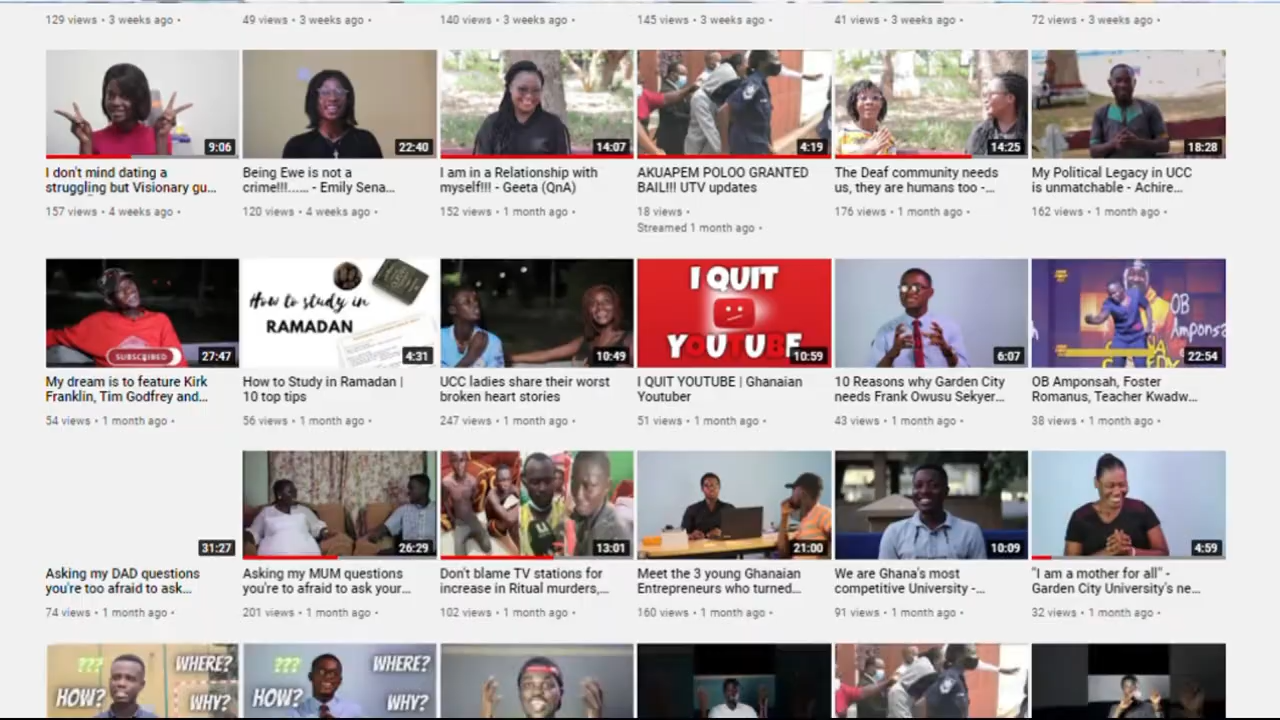 129 views • 3 weeks ago •
49 views • 3 weeks ago •
140 views • 3 weeks ago •
145 views • 3 weeks ago •
41 views • 3 weeks ago •
72 views • 3 weeks ago •
9:06
22:40
14:07
4:19
14:25
18:28
I don't mind dating a
struggling but Visionary gu...
157 views • 4 weeks ago •
Being Ewe is not a
crime!!!...... - Emily Sena...
120 views • 4 weeks ago •
I am in a Relationship with
myself!!! - Geeta (QnA)
152 views • 1 month ago •
AKUAPEM POLOO GRANTED
BAIL!!! UTV updates
18 views •
Streamed 1 month ago •
The Deaf community needs
us, they are humans too -...
176 views • 1 month ago •
My Political Legacy in UCC
is unmatchable - Achire...
162 views • 1 month ago •
SUBSCRIBED
27:47
How to study in
RAMADAN
4:31
10:49
I QUIT
YOUTUBE
10:59
6:07
OB
Amponsa
22:54
My dream is to feature Kirk
Franklin, Tim Godfrey and...
54 views • 1 month ago •
How to Study in Ramadan |
10 top tips
56 views • 1 month ago •
UCC ladies share their worst
broken heart stories
247 views • 1 month ago •
I QUIT YOUTUBE | Ghanaian
Youtuber
51 views • 1 month ago •
10 Reasons why Garden City
needs Frank Owusu Sekyer...
43 views • 1 month ago •
OB Amponsah, Foster
Romanus, Teacher Kwadw...
38 views • 1 month ago •
31:27
26:29
13:01
21:00
10:09
4:59
Asking my DAD questions
you're too afraid to ask...
74 views • 1 month ago •
Asking my MUM questions
you're to afraid to ask your...
201 views • 1 month ago •
Don't blame TV stations for
increase in Ritual murders,...
102 views • 1 month ago •
Meet the 3 young Ghanaian
Entrepreneurs who turned...
160 views • 1 month ago •
We are Ghana's most
competitive University -...
91 views • 1 month ago •
"I am a mother for all" -
Garden City University's ne...
32 views • 1 month ago •
???
WHERE?
HOW?
WHY?
???
WHERE?
HOW?
WHY?